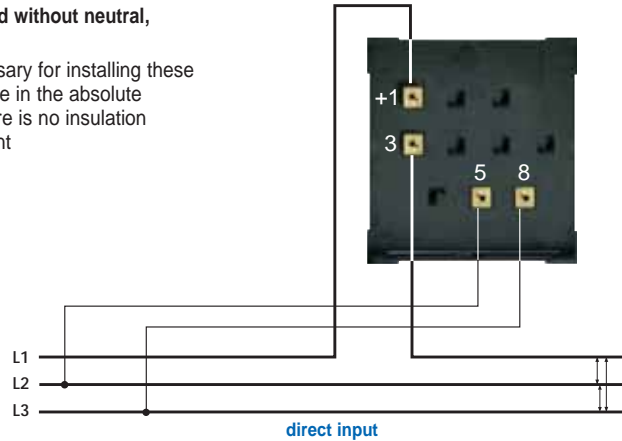 d without neutral,
sary for installing these
e in the absolute
re is no insulation
nt
+1
3
5 8
L1
L2
L3
direct input